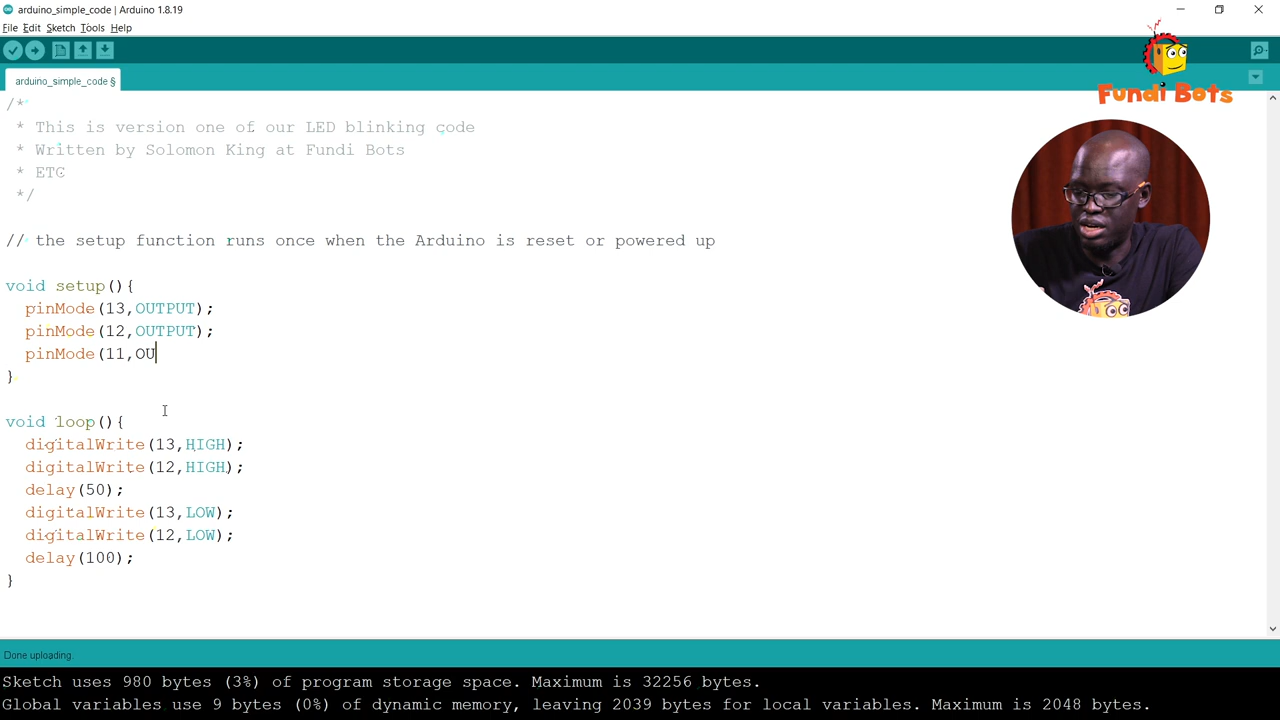 arduino_simple_code | Arduino 1.8.19
File Edit Sketch Tools Help
arduino_simple_code §
Fundi Bots
/*
* This is version one of our LED blinking code
* Written by Solomon King at Fundi Bots
* ETC
*/
// the setup function runs once when the Arduino is reset or powered up
void setup(){
pinMode(13,OUTPUT);
pinMode(12,OUTPUT);
pinMode(11,OU
}
void loop(){
digitalWrite(13,HIGH);
digitalWrite(12,HIGH);
delay(50);
digitalWrite(13,LOW);
digitalWrite(12,LOW);
delay(100);
}
Done uploading.
Sketch uses 980 bytes (3%) of program storage space. Maximum is 32256 bytes.
Global variables use 9 bytes (0%) of dynamic memory, leaving 2039 bytes for local variables. Maximum is 2048 bytes.